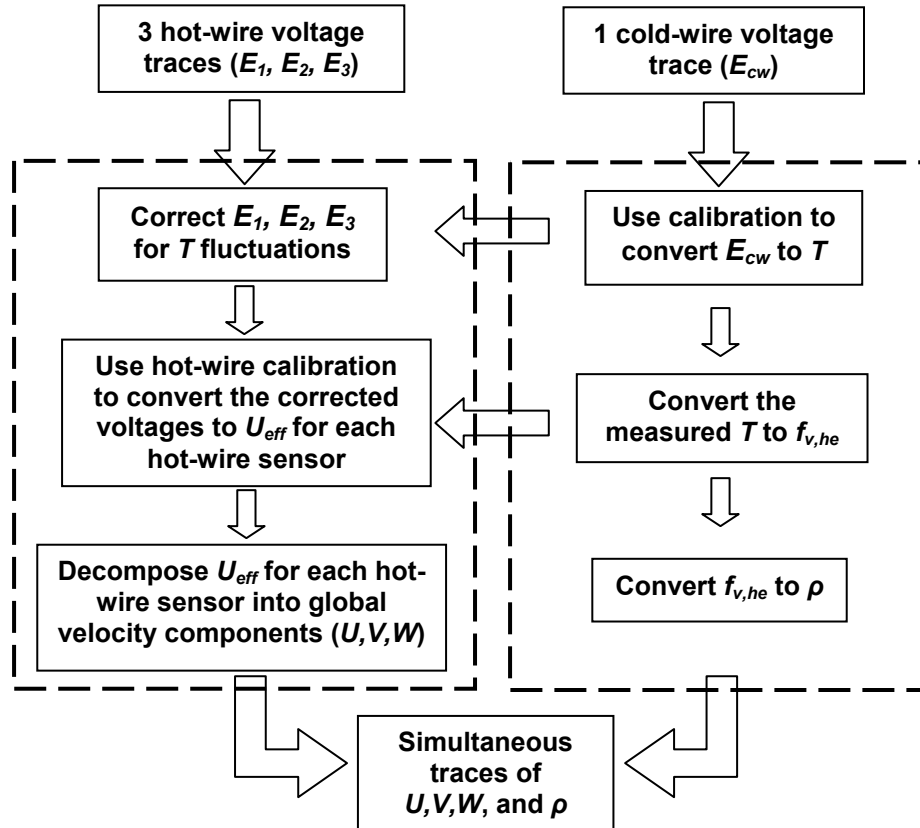 3 hot-wire voltage
traces (E1, E2, E3)
1 cold-wire voltage
trace (Ecw)
Correct E1, E2, E3
for T fluctuations
Use calibration to
convert Ecw to T
Use hot-wire calibration
to convert the corrected
voltages to Ueff for each
hot-wire sensor
Convert the
measured T to fv,he
Decompose Ueff for each hot-
wire sensor into global
velocity components (U,V,W)
Convert fv,he to ρ
Simultaneous
traces of
U,V,W, and ρ